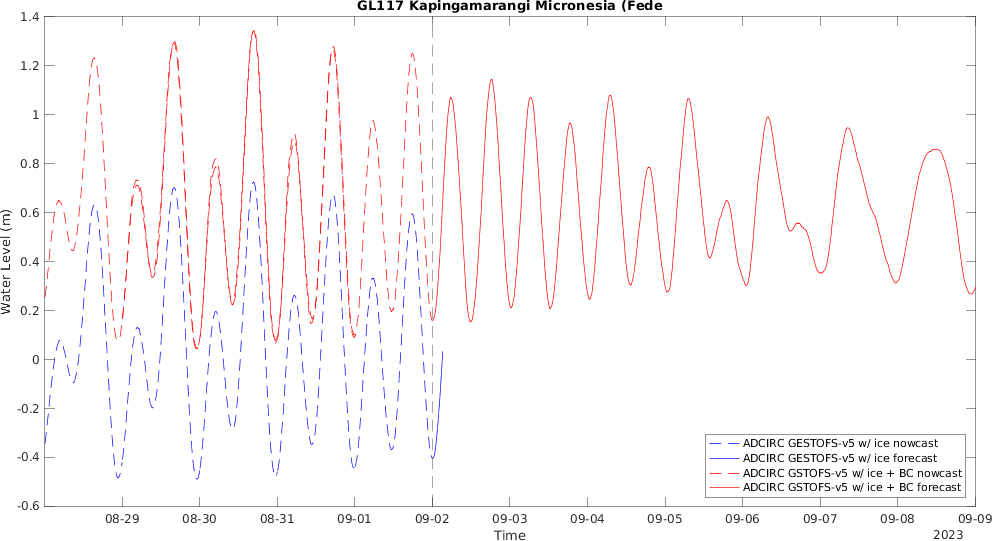 GL117 Kapingamarangi Micronesia (Fede
1.4
1.2
1
0.8
0.6
0.4
0.2
0
-0.2
-0.4
-0.6
Water Level (m)
ADCIRC GESTOFS-v5 w/ ice nowcast
ADCIRC GESTOFS-v5 w/ ice forecast
ADCIRC GSTOFS-v5 w/ ice + BC nowcast
ADCIRC GSTOFS-v5 w/ ice + BC forecast
08-29 08-30 08-31 09-01 09-02 09-03 09-04 09-05 09-06 09-07 09-08 09-09
Time
2023